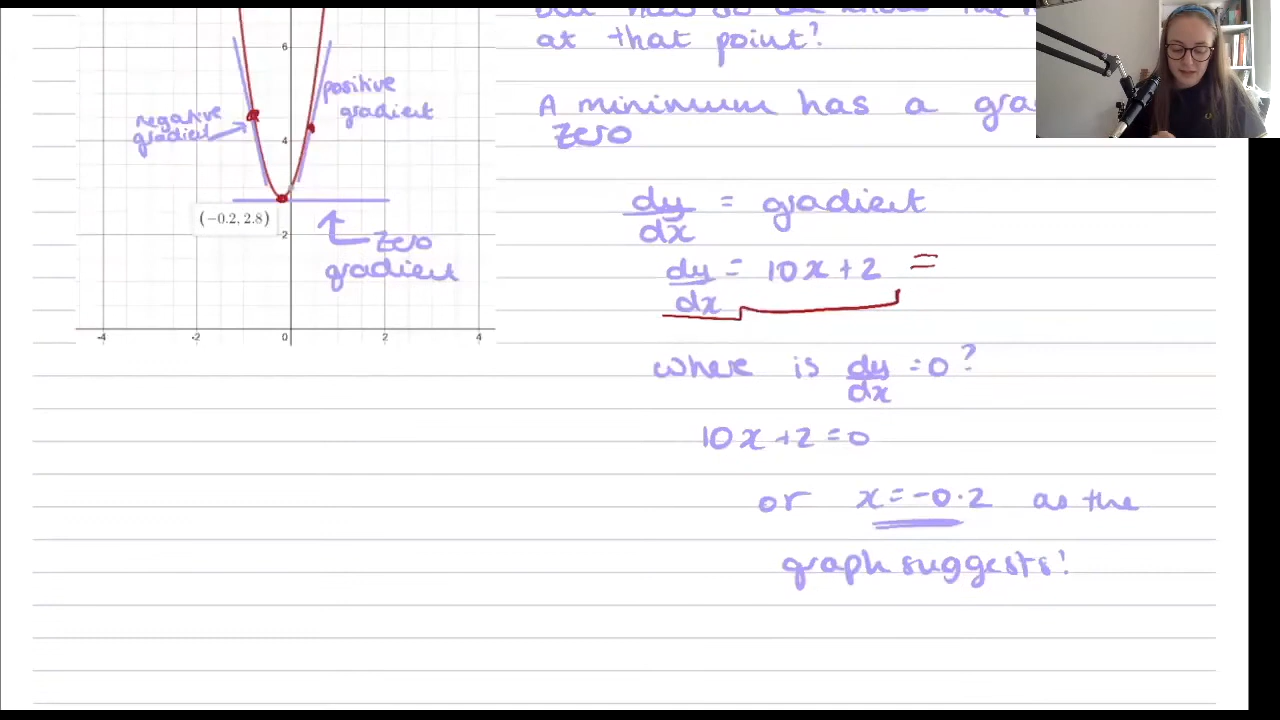 at that point?
A minimum has a
zero
dy/dx = gradient
dy/dx = 10x+2 =
where is dy/dx = 0?
10x+2=0
or x=-0.2 as the
graph suggests!
6
positive
gradient
negative
gradient
4
(−0.2, 2.8)
2
zero
gradient
-4 -2 0 2 4